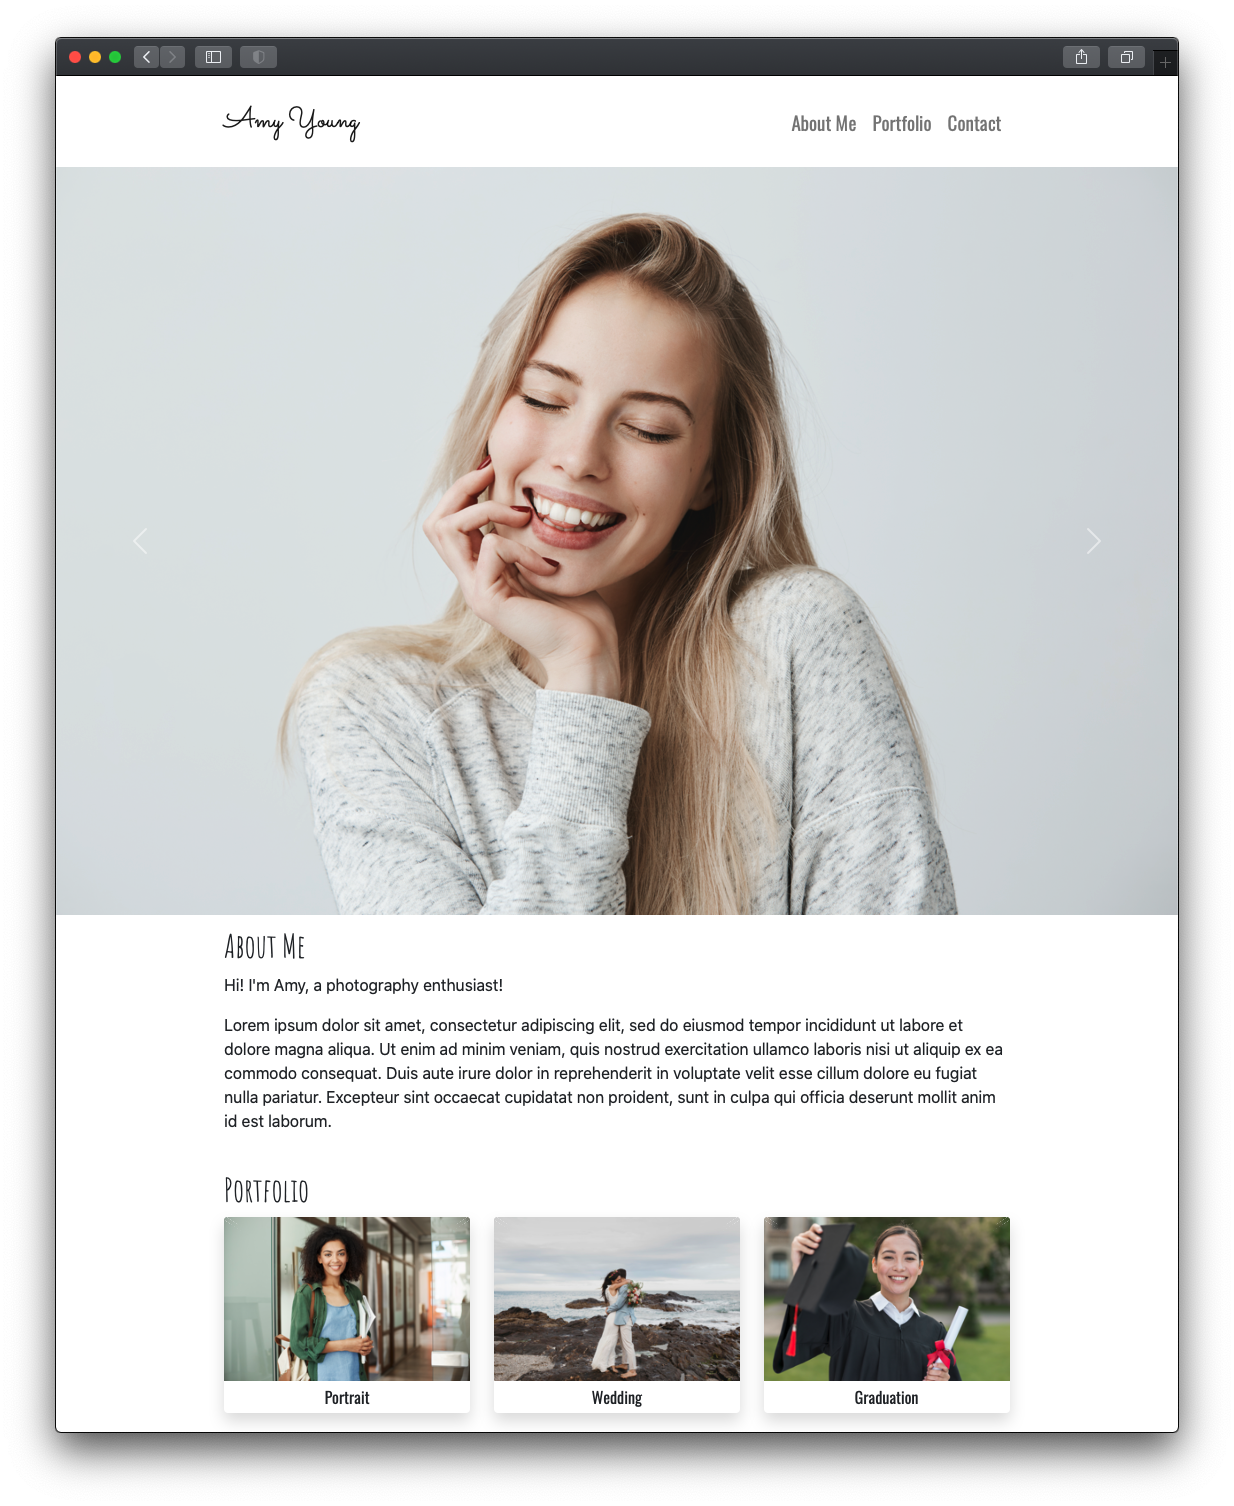 Amy Young
About Me Portfolio Contact
About Me
Hi! I'm Amy, a photography enthusiast!
Lorem ipsum dolor sit amet, consectetur adipiscing elit, sed do eiusmod tempor incididunt ut labore et
dolore magna aliqua. Ut enim ad minim veniam, quis nostrud exercitation ullamco laboris nisi ut aliquip ex ea
commodo consequat. Duis aute irure dolor in reprehenderit in voluptate velit esse cillum dolore eu fugiat
nulla pariatur. Excepteur sint occaecat cupidatat non proident, sunt in culpa qui officia deserunt mollit anim
id est laborum.
Portfolio
Portrait
Wedding
Graduation